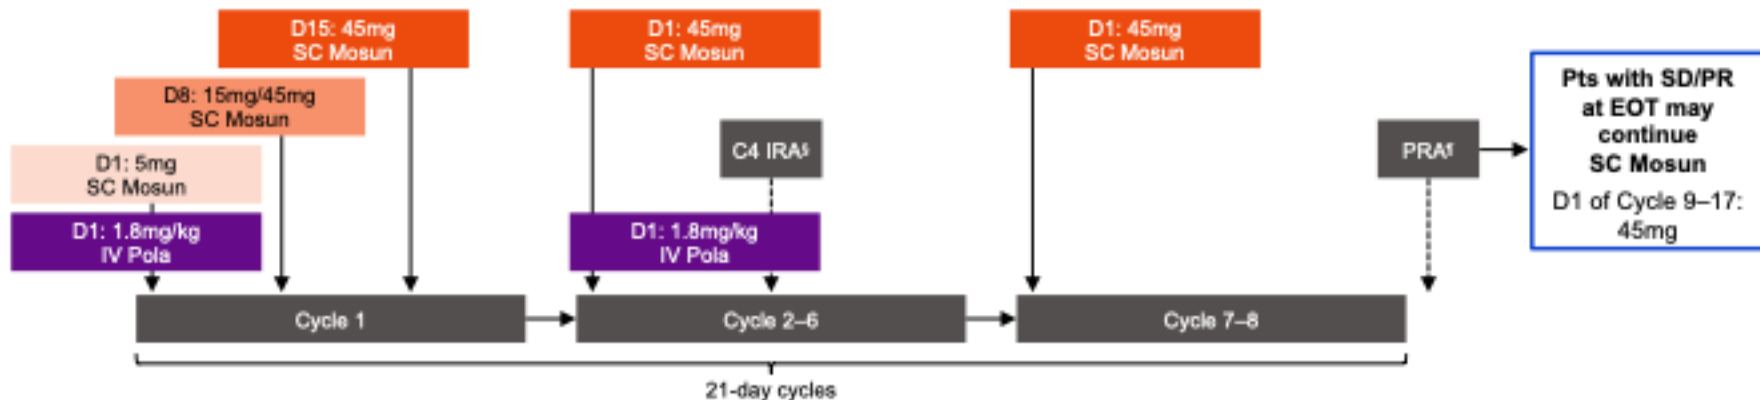 D15: 45mg
SC Mosun
D1: 45mg
SC Mosun
D1: 45mg
SC Mosun
D8: 15mg/45mg
SC Mosun
D1: 5mg
SC Mosun
D1: 1.8mg/kg
IV Pola
C4 IRA§
D1: 1.8mg/kg
IV Pola
PRA¶
Pts with SD/PR
at EOT may
continue
SC Mosun
D1 of Cycle 9–17:
45mg
Cycle 1
Cycle 2–6
Cycle 7–8
21-day cycles